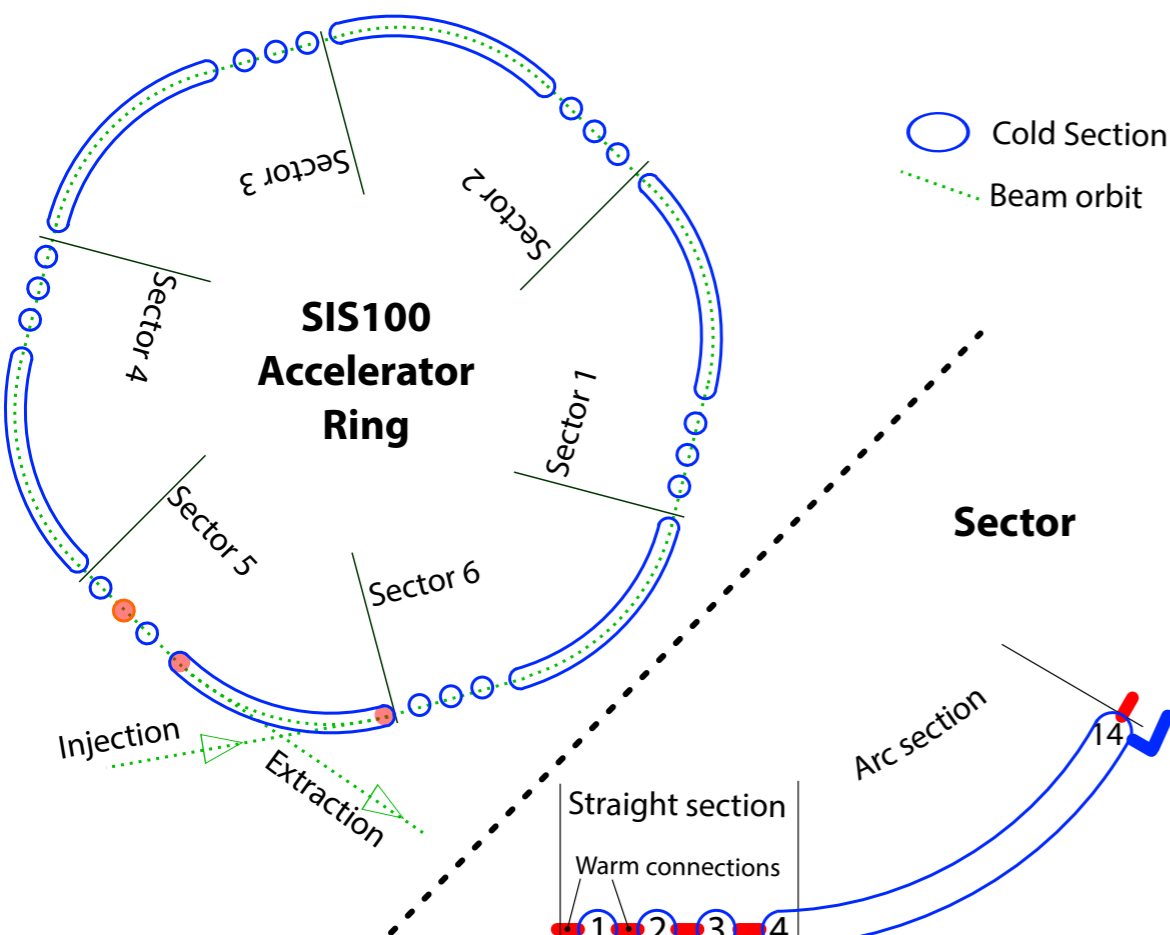 Sector 3
Sector 2
Cold Section
Beam orbit
Sector 4
SIS100
Accelerator
Ring
Sector 1
Sector 5
Sector 6
Sector
Injection
Extraction
Arc section
14
Straight section
Warm connections
1 2 3 4